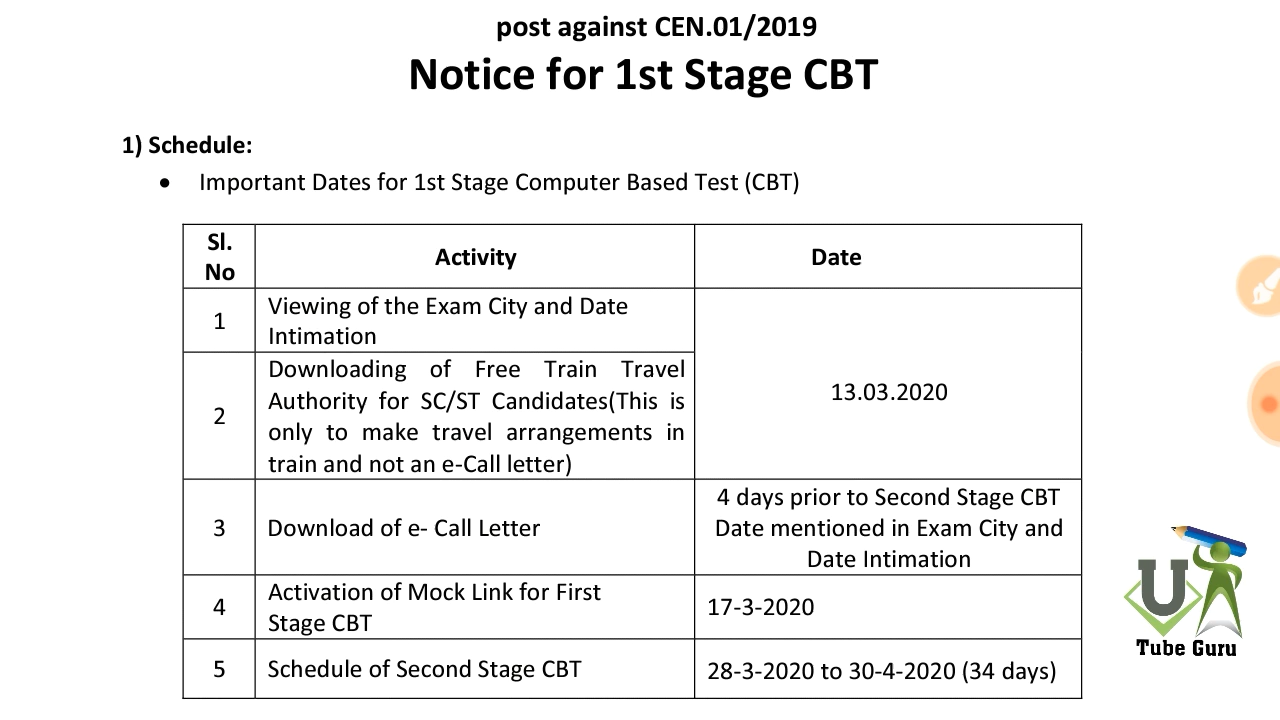 post against CEN.01/2019
Notice for 1st Stage CBT
1) Schedule:
• Important Dates for 1st Stage Computer Based Test (CBT)
Sl.
No
Activity
Date
1
Viewing of the Exam City and Date
Intimation
2
Downloading of Free Train Travel
Authority for SC/ST Candidates(This is
only to make travel arrangements in
train and not an e-Call letter)
13.03.2020
3
Download of e- Call Letter
4 days prior to Second Stage CBT
Date mentioned in Exam City and
Date Intimation
4
Activation of Mock Link for First
Stage CBT
17-3-2020
5
Schedule of Second Stage CBT
28-3-2020 to 30-4-2020 (34 days)
U
Tube Guru